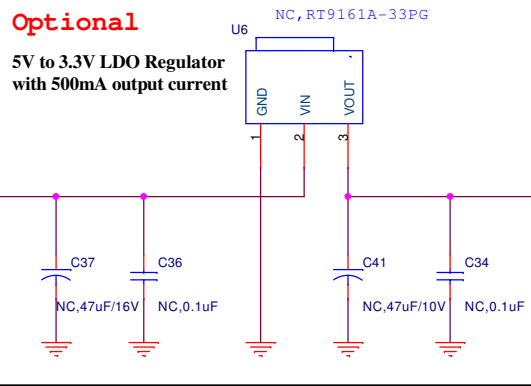 Optional
NC,RT9161A-33PG
U6
5V to 3.3V LDO Regulator
with 500mA output current
GND
VIN
VOUT
1
2
3
C37
C36
C41
C34
NC,47uF/16V
NC,0.1uF
NC,47uF/10V
NC,0.1uF